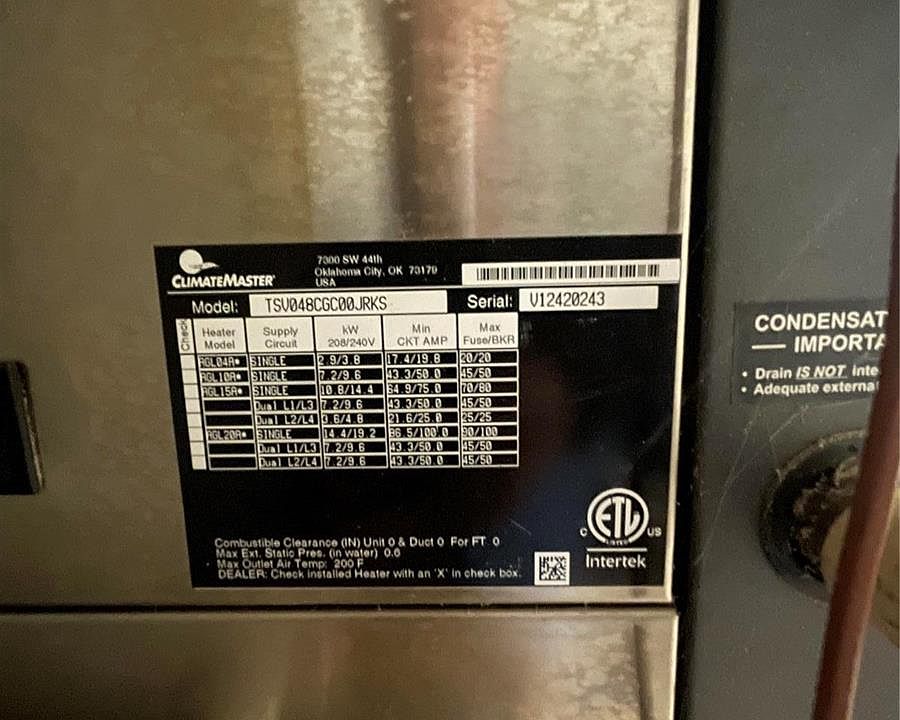 CLIMATEMASTER
7300 SW 44th
Oklahoma City, OK 73179
USA
Model: TSV048CGC00JRKS Serial: V12420243
Check Heater Model Supply Circuit kW 208/240V Min CKT AMP Max Fuse/BKR
AGL04A* SINGLE 2.9/3.8 17.4/19.8 20/20
AGL10A* SINGLE 7.2/9.6 43.3/50.0 45/50
AGL15A* SINGLE 10.8/14.4 64.9/75.0 70/80
Dual L1/L3 7.2/9.6 43.3/50.0 45/50
Dual L2/L4 3.6/4.8 21.6/25.0 25/25
AGL20A* SINGLE 14.4/19.2 86.5/100.0 90/100
Dual L1/L3 7.2/9.6 43.3/50.0 45/50
Dual L2/L4 7.2/9.6 43.3/50.0 45/50
Combustible Clearance (IN) Unit 0 & Duct 0 For FT 0
Max Ext. Static Pres. (in water) 0.6
Max Outlet Air Temp: 200 F
DEALER: Check installed Heater with an 'X' in check box.
C ETL US
LISTED
Intertek
CONDENSAT
— IMPORTA
• Drain IS NOT inte
• Adequate externa